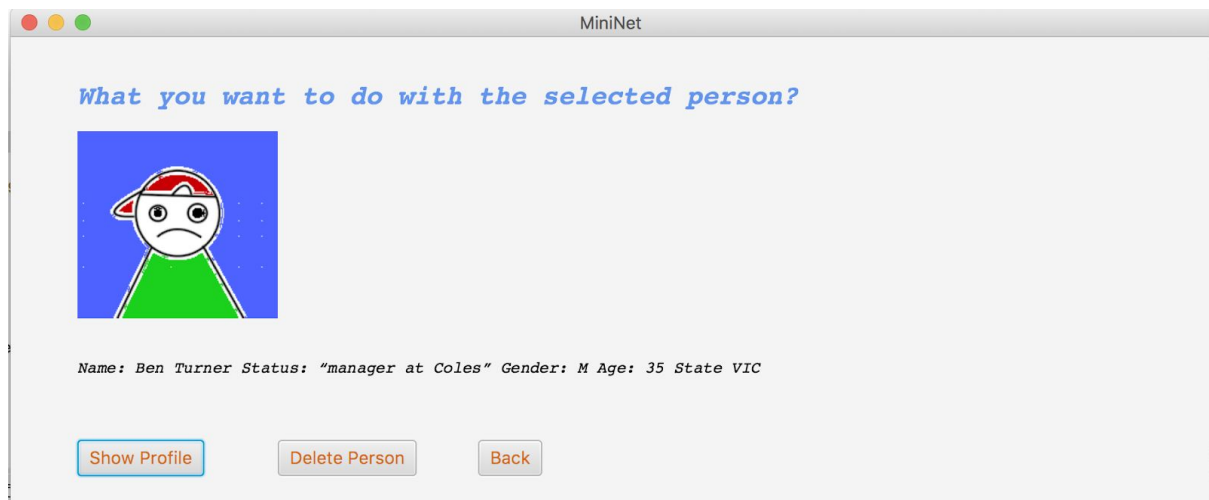 MiniNet
What you want to do with the selected person?
Name: Ben Turner Status: “manager at Coles” Gender: M Age: 35 State VIC
Show Profile Delete Person Back